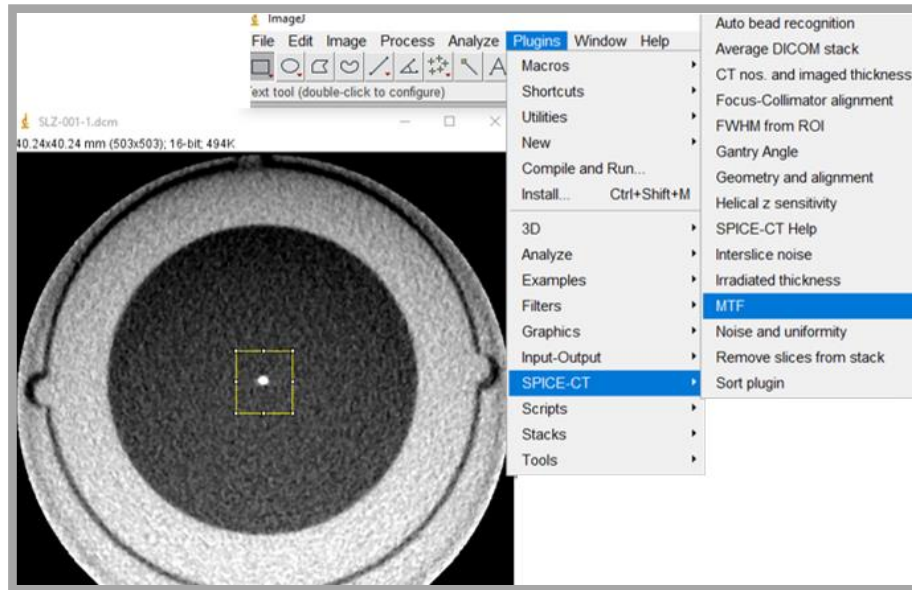 ImageJ
File Edit Image Process Analyze Plugins Window Help
A
ext tool (double-click to configure)
SLZ-001-1.dcm
40.24x40.24 mm (503x503); 16-bit; 494K
Macros
Shortcuts
Utilities
New
Compile and Run...
Install... Ctrl+Shift+M
3D
Analyze
Examples
Filters
Graphics
Input-Output
SPICE-CT
Scripts
Stacks
Tools
Auto bead recognition
Average DICOM stack
CT nos. and imaged thickness
Focus-Collimator alignment
FWHM from ROI
Gantry Angle
Geometry and alignment
Helical z sensitivity
SPICE-CT Help
Interslice noise
Irradiated thickness
MTF
Noise and uniformity
Remove slices from stack
Sort plugin